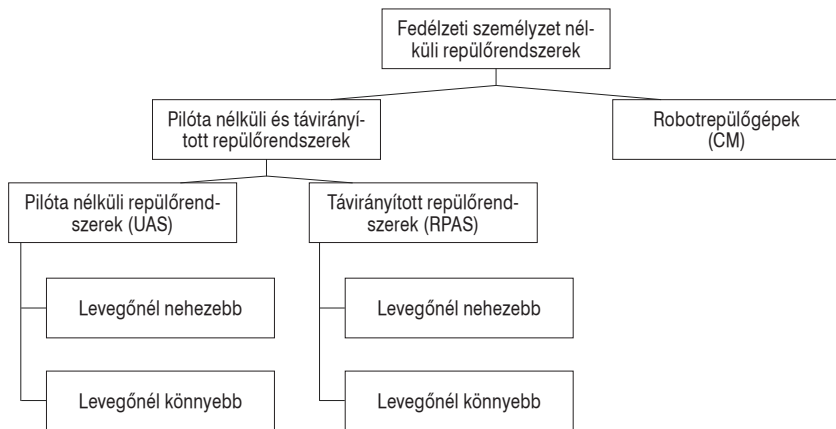 Fedélzeti személyzet nél-
küli repülőrendszerek
Pilóta nélküli és távirányí-
tott repülőrendszerek
Robotrepülőgépek
(CM)
Pilóta nélküli repülőrend-
szerek (UAS)
Távirányított repülőrend-
szerek (RPAS)
Levegőnél nehezebb
Levegőnél nehezebb
Levegőnél könnyebb
Levegőnél könnyebb